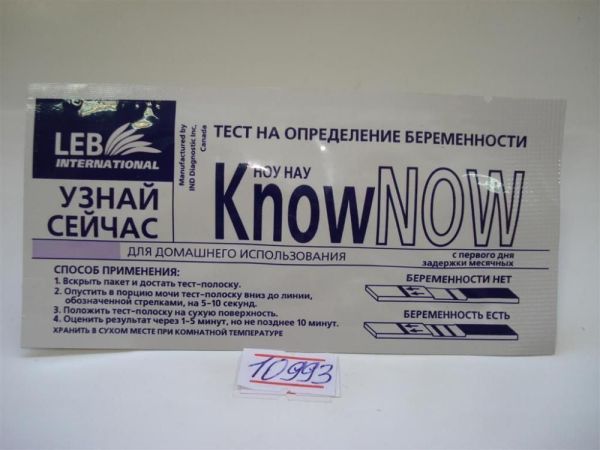 LEB
INTERNATIONAL
УЗНАЙ
СЕЙЧАС
Manufactured by
IND Diagnostic Inc,
Canada
ТЕСТ НА ОПРЕДЕЛЕНИЕ БЕРЕМЕННОСТИ
НОУ НАУ
KnowNOW
ДЛЯ ДОМАШНЕГО ИСПОЛЬЗОВАНИЯ
с первого дня
задержки месячных
СПОСОБ ПРИМЕНЕНИЯ:
1. Вскрыть пакет и достать тест-полоску.
2. Опустить в порцию мочи тест-полоску вниз до линии,
обозначенной стрелками, на 5-10 секунд.
3. Положить тест-полоску на сухую поверхность.
4. Оценить результат через 1-5 минут, но не позднее 10 минут.
ХРАНИТЬ В СУХОМ МЕСТЕ ПРИ КОМНАТНОЙ ТЕМПЕРАТУРЕ
БЕРЕМЕННОСТИ НЕТ
БЕРЕМЕННОСТЬ ЕСТЬ
10993